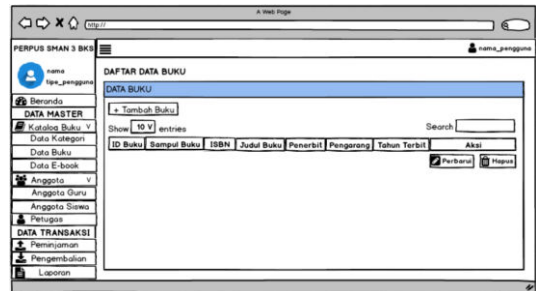 A Web Page
http://
PERPUS SMAN 3 BKS
nama_pengguna
nama
tipe_pengguna
Beranda
DATA MASTER
Katalog Buku V
Data Kategori
Data Buku
Data E-book
Anggota V
Anggota Guru
Anggota Siswa
Petugas
DATA TRANSAKSI
Peminjaman
Pengembalian
Laporan
DAFTAR DATA BUKU
DATA BUKU
+ Tambah Buku
Show 10 V entries
Search
ID Buku Sampul Buku ISBN Judul Buku Penerbit Pengarang Tahun Terbit Aksi
Perbarui Hapus